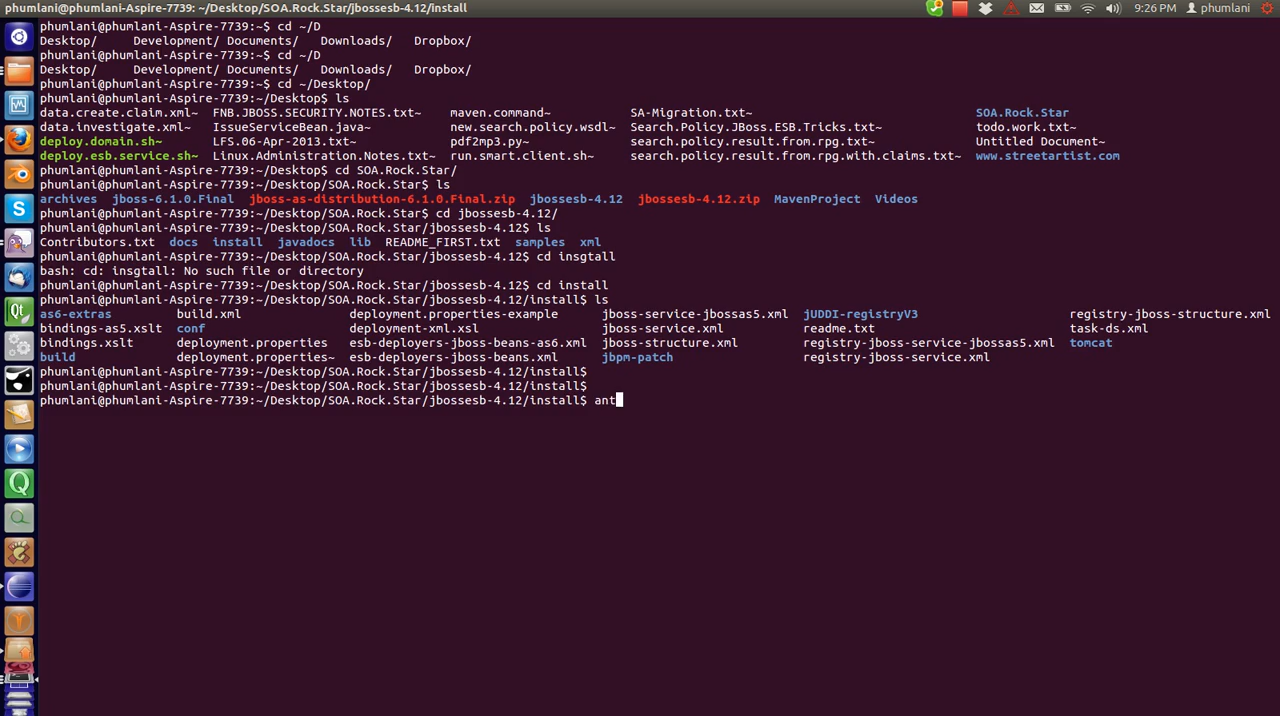 phumlani@phumlani-Aspire-7739: ~/Desktop/SOA.Rock.Star/jbossesb-4.12/install 9:26 PM phumlani
phumlani@phumlani-Aspire-7739:~$ cd ~/D
Desktop/ Development/ Documents/ Downloads/ Dropbox/
phumlani@phumlani-Aspire-7739:~$ cd ~/D
Desktop/ Development/ Documents/ Downloads/ Dropbox/
phumlani@phumlani-Aspire-7739:~$ cd ~/Desktop/
phumlani@phumlani-Aspire-7739:~/Desktop$ ls
data.create.claim.xml~ FNB.JBOSS.SECURITY.NOTES.txt~ maven.command~ SA-Migration.txt~ SOA.Rock.Star
data.investigate.xml~ IssueServiceBean.java~ new.search.policy.wsdl~ Search.Policy.JBoss.ESB.Tricks.txt~ todo.work.txt~
deploy.domain.sh~ LFS.06-Apr-2013.txt~ pdf2mp3.py~ search.policy.result.from.rpg.txt~ Untitled Document~
deploy.esb.service.sh~ Linux.Administration.Notes.txt~ run.smart.client.sh~ search.policy.result.from.rpg.with.claims.txt~ www.streetartist.com
phumlani@phumlani-Aspire-7739:~/Desktop$ cd SOA.Rock.Star/
phumlani@phumlani-Aspire-7739:~/Desktop/SOA.Rock.Star$ ls
archives jboss-6.1.0.Final jboss-as-distribution-6.1.0.Final.zip jbossesb-4.12 jbossesb-4.12.zip MavenProject Videos
phumlani@phumlani-Aspire-7739:~/Desktop/SOA.Rock.Star$ cd jbossesb-4.12/
phumlani@phumlani-Aspire-7739:~/Desktop/SOA.Rock.Star/jbossesb-4.12$ ls
Contributors.txt docs install javadocs lib README_FIRST.txt samples xml
phumlani@phumlani-Aspire-7739:~/Desktop/SOA.Rock.Star/jbossesb-4.12$ cd insgtall
bash: cd: insgtall: No such file or directory
phumlani@phumlani-Aspire-7739:~/Desktop/SOA.Rock.Star/jbossesb-4.12$ cd install
phumlani@phumlani-Aspire-7739:~/Desktop/SOA.Rock.Star/jbossesb-4.12/install$ ls
as6-extras build.xml deployment.properties-example jboss-service-jbossas5.xml jUDDI-registryV3 registry-jboss-structure.xml
bindings-as5.xslt conf deployment-xml.xsl jboss-service.xml readme.txt task-ds.xml
bindings.xslt deployment.properties esb-deployers-jboss-beans-as6.xml jboss-structure.xml registry-jboss-service-jbossas5.xml tomcat
build deployment.properties~ esb-deployers-jboss-beans.xml jbpm-patch registry-jboss-service.xml
phumlani@phumlani-Aspire-7739:~/Desktop/SOA.Rock.Star/jbossesb-4.12/install$
phumlani@phumlani-Aspire-7739:~/Desktop/SOA.Rock.Star/jbossesb-4.12/install$
phumlani@phumlani-Aspire-7739:~/Desktop/SOA.Rock.Star/jbossesb-4.12/install$ ant